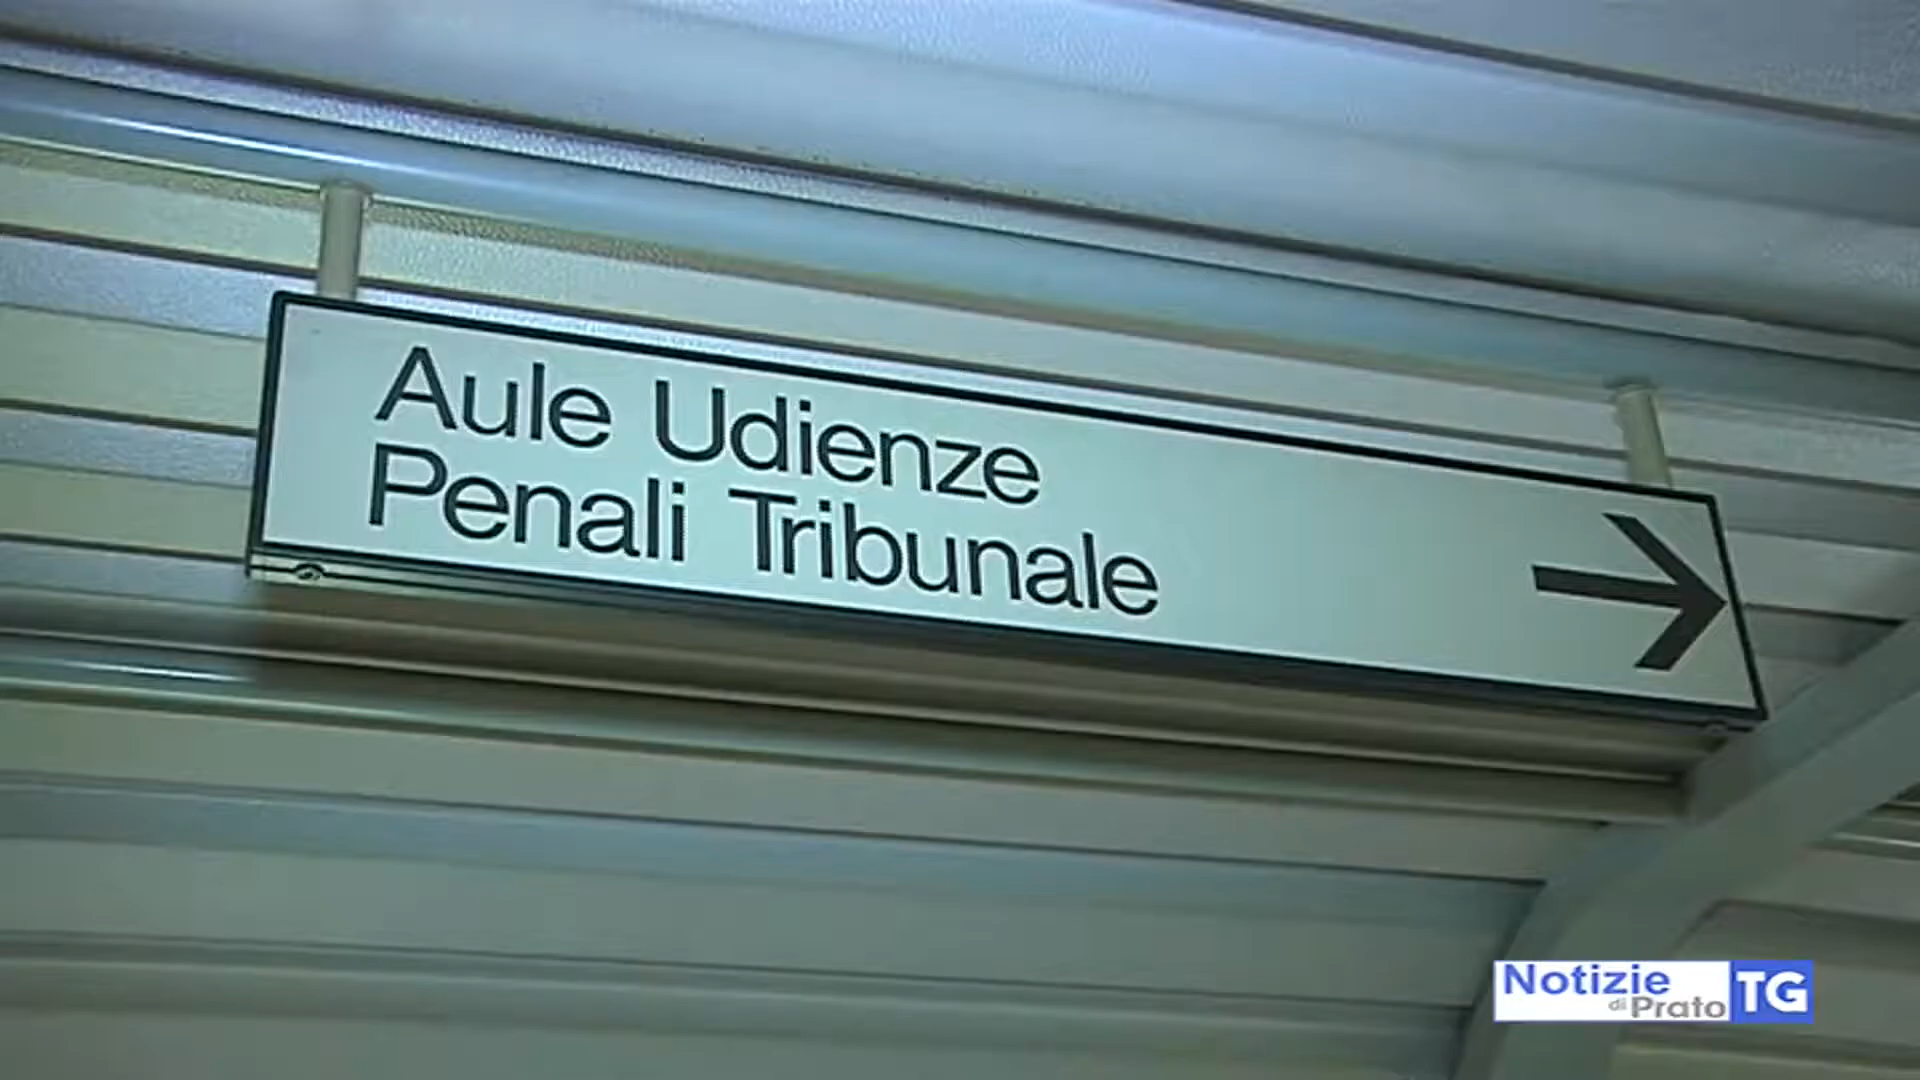 Aule Udienze
Penali Tribunale
Notizie
di Prato
TG